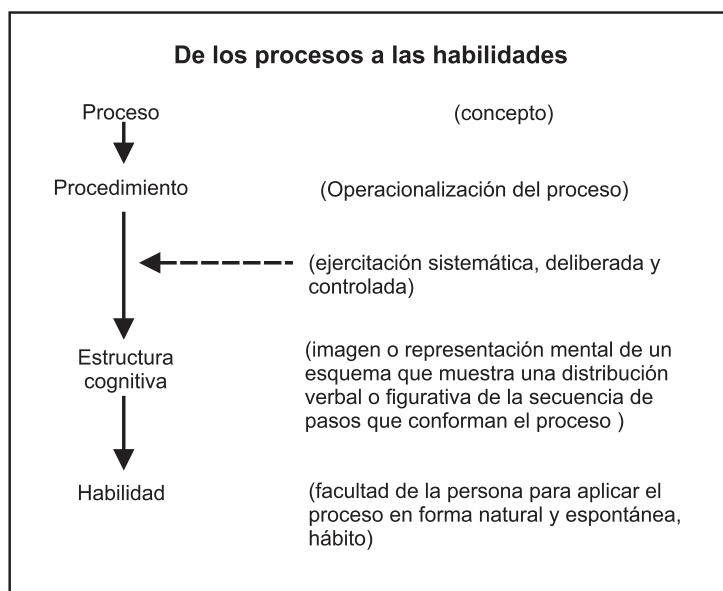 De los procesos a las habilidades
Proceso (concepto)
Procedimiento (Operacionalización del proceso)
(ejercitación sistemática, deliberada y
controlada)
Estructura
cognitiva
(imagen o representación mental de un
esquema que muestra una distribución
verbal o figurativa de la secuencia de
pasos que conforman el proceso )
Habilidad
(facultad de la persona para aplicar el
proceso en forma natural y espontánea,
hábito)